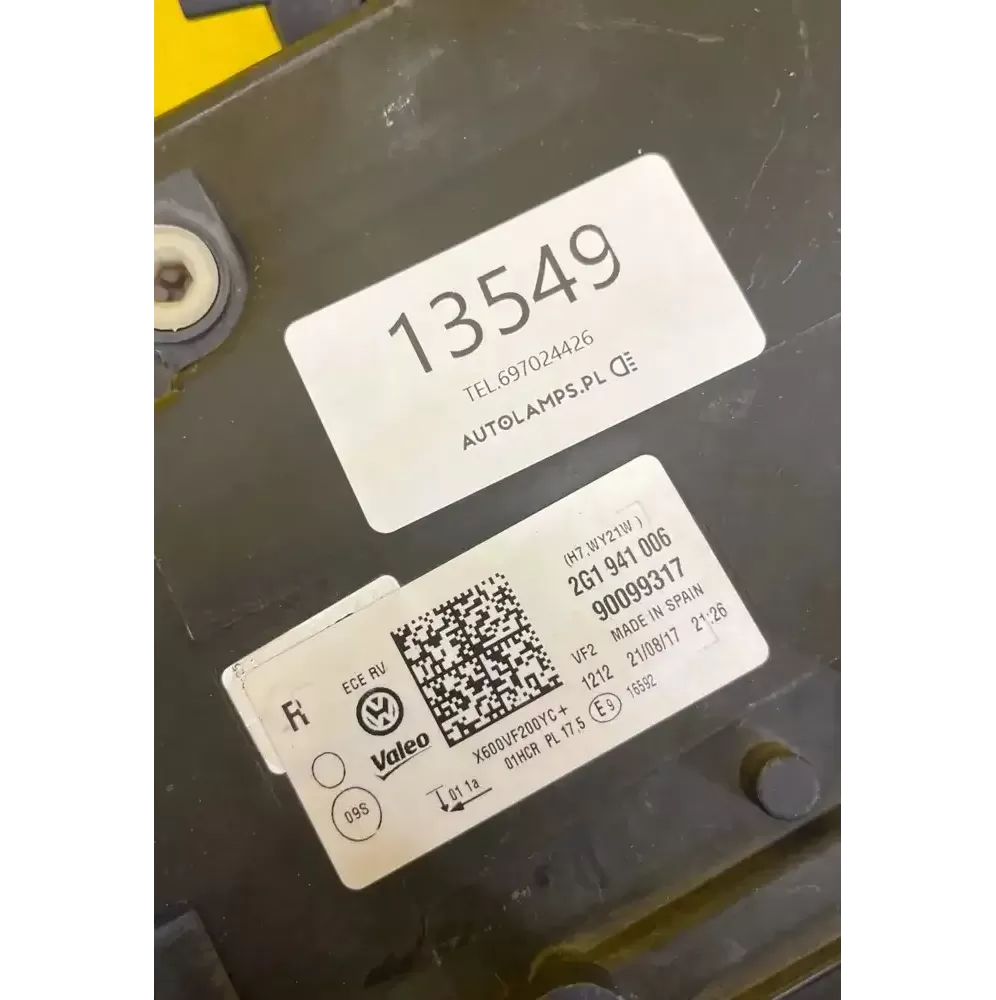 13549
TEL.697024426
AUTOLAMPS.PL
(H7,WY21W)
2G1 941 006
90099317
MADE IN SPAIN
VF2
1212 21/08/17 21:26
ECE RV
R
Valeo
X600VF200YC+
01HCR PL 17.5 E9 16592
09S
01 1a